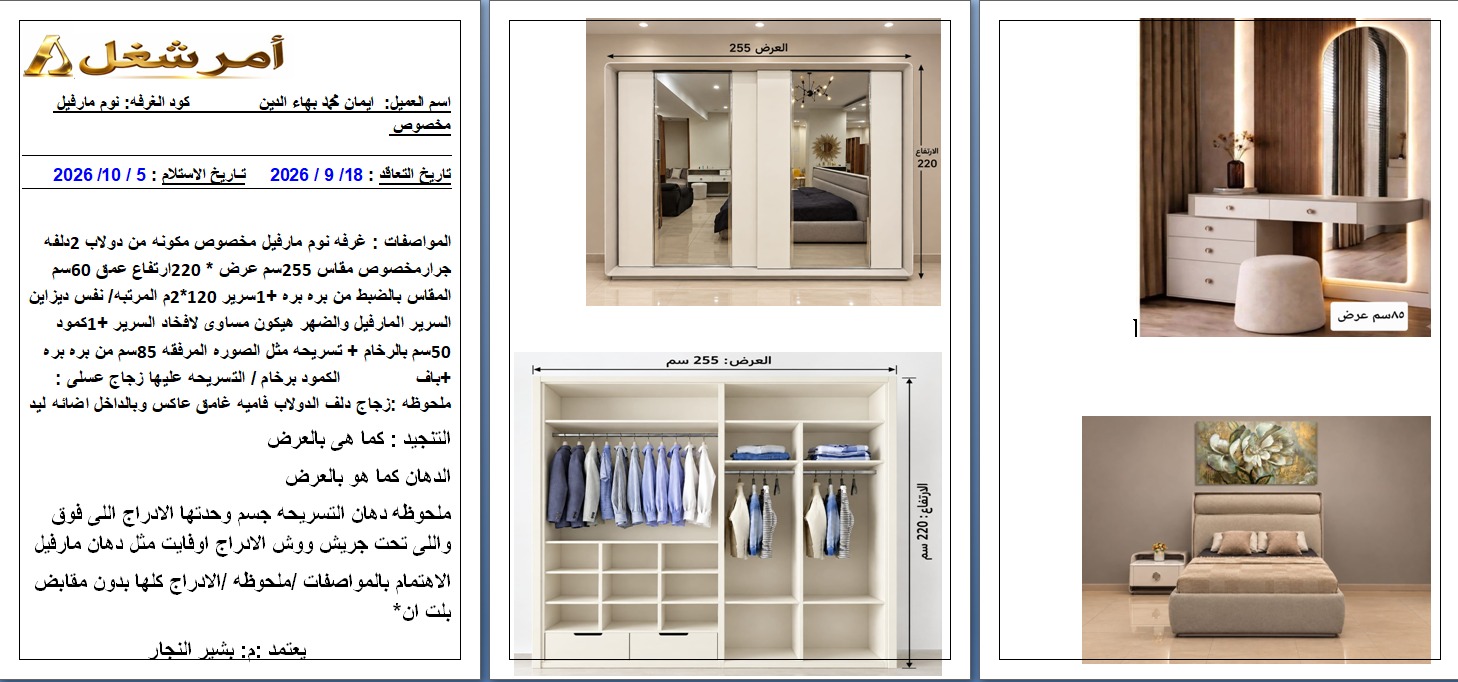 أمر شغل
اسم العميل: ايمان محمد بهاء الدين كود الغرفه: نوم مارفيل
مخصوص
تاريخ التعاقد : 18/ 9 / 2026 تاريخ الاستلام : 5 / 10/ 2026
المواصفات : غرفه نوم مارفيل مخصوص مكونه من دولاب 2دلفه
جرارمخصوص مقاس 255سم عرض * 220ارتفاع عمق 60سم
المقاس بالضبط من بره بره +1سرير 120*2م المرتبه/ نفس ديزاين
السرير المارفيل والضهر هيكون مساوى لافخاد السرير +1كمود
50سم بالرخام + تسريحه مثل الصوره المرفقه 85سم من بره بره
+باف الكمود برخام / التسريحه عليها زجاج عسلى :
ملحوظه :زجاج دلف الدولاب فاميه غامق عاكس وبالداخل اضائه ليد
التنجيد : كما هى بالعرض
الدهان كما هو بالعرض
ملحوظه دهان التسريحه جسم وحدتها الادراج اللى فوق
واللى تحت جريش ووش الادراج اوفايت مثل دهان مارفيل
الاهتمام بالمواصفات /ملحوظه /الادراج كلها بدون مقابض
بلت ان*
يعتمد :م: بشير النجار
العرض 255
الارتفاع
220
العرض: 255 سم
الارتفاع: 220 سم
٨٥سم عرض